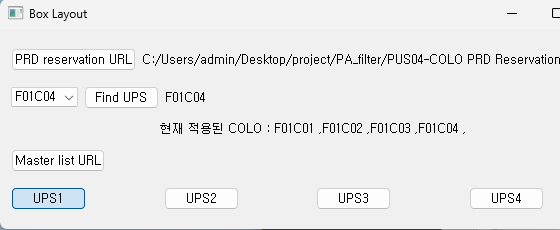 Box Layout
PRD reservation URL C:/Users/admin/Desktop/project/PA_filter/PUS04-COLO PRD Reservation
F01C04 Find UPS F01C04
현재 적용된 COLO : F01C01 ,F01C02 ,F01C03 ,F01C04 ,
Master list URL
UPS1 UPS2 UPS3 UPS4